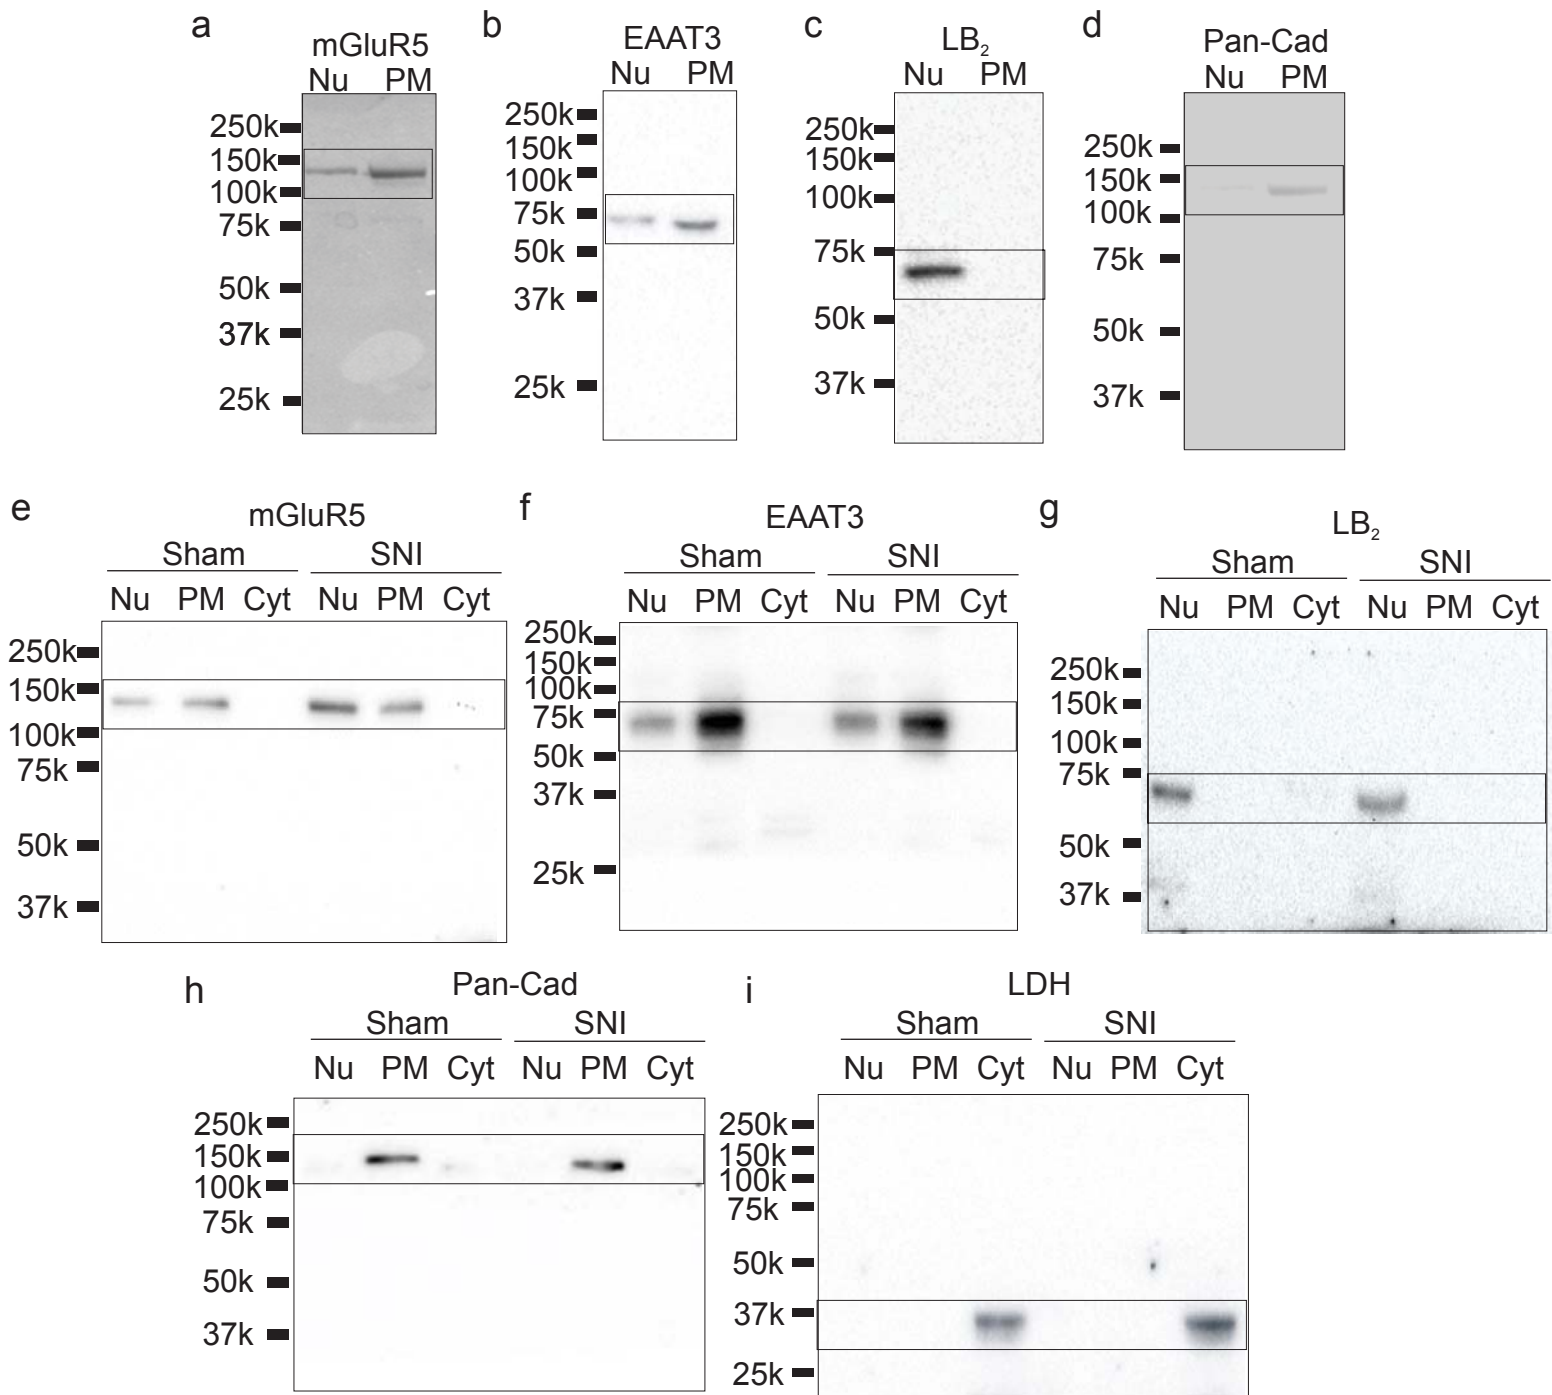 a
mGluR5
Nu PM
250k
150k
100k
75k
50k
37k
25k
b
EAAT3
Nu PM
250k
150k
100k
75k
50k
37k
25k
c
LB2
Nu PM
250k
150k
100k
75k
50k
37k
d
Pan-Cad
Nu PM
250k
150k
100k
75k
50k
37k
e
mGluR5
Sham SNI
Nu PM Cyt Nu PM Cyt
250k
150k
100k
75k
50k
37k
f
EAAT3
Sham SNI
Nu PM Cyt Nu PM Cyt
250k
150k
100k
75k
50k
37k
25k
g
LB2
Sham SNI
Nu PM Cyt Nu PM Cyt
250k
150k
100k
75k
50k
37k
h
Pan-Cad
Sham SNI
Nu PM Cyt Nu PM Cyt
250k
150k
100k
75k
50k
37k
i
LDH
Sham SNI
Nu PM Cyt Nu PM Cyt
250k
150k
100k
75k
50k
37k
25k